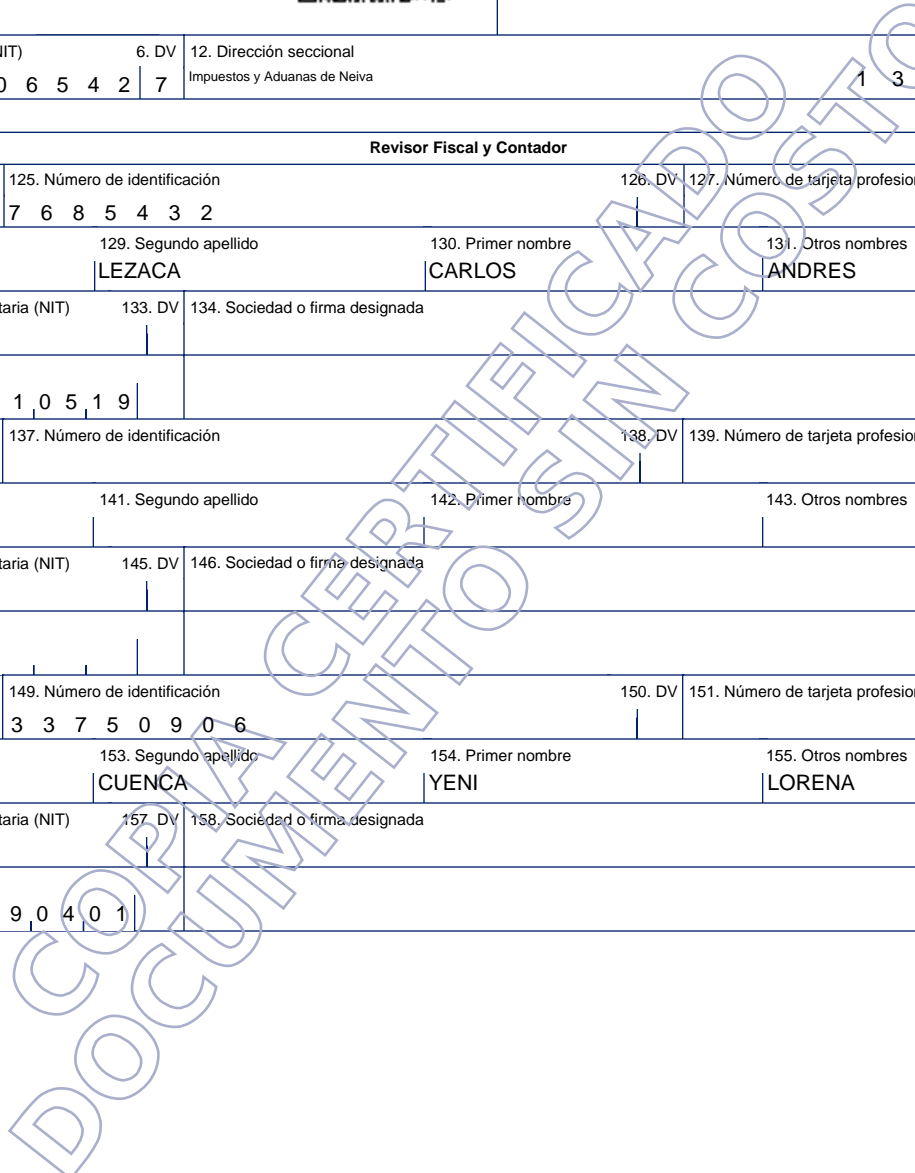 IT) 6. DV 12. Dirección seccional
0 6 5 4 2 7 Impuestos y Aduanas de Neiva 1 3
Revisor Fiscal y Contador
125. Número de identificación 126. DV 127. Número de tarjeta profesion
7 6 8 5 4 3 2
129. Segundo apellido 130. Primer nombre 131. Otros nombres
LEZACA CARLOS ANDRES
taria (NIT) 133. DV 134. Sociedad o firma designada
1 0 5 1 9
137. Número de identificación 138. DV 139. Número de tarjeta profesion
141. Segundo apellido 142. Primer nombre 143. Otros nombres
taria (NIT) 145. DV 146. Sociedad o firma designada
149. Número de identificación 150. DV 151. Número de tarjeta profesion
3 3 7 5 0 9 0 6
153. Segundo apellido 154. Primer nombre 155. Otros nombres
CUENCA YENI LORENA
taria (NIT) 157. DV 158. Sociedad o firma designada
9 0 4 0 1
COPIA CERTIFICADO
DOCUMENTO SIN COSTO